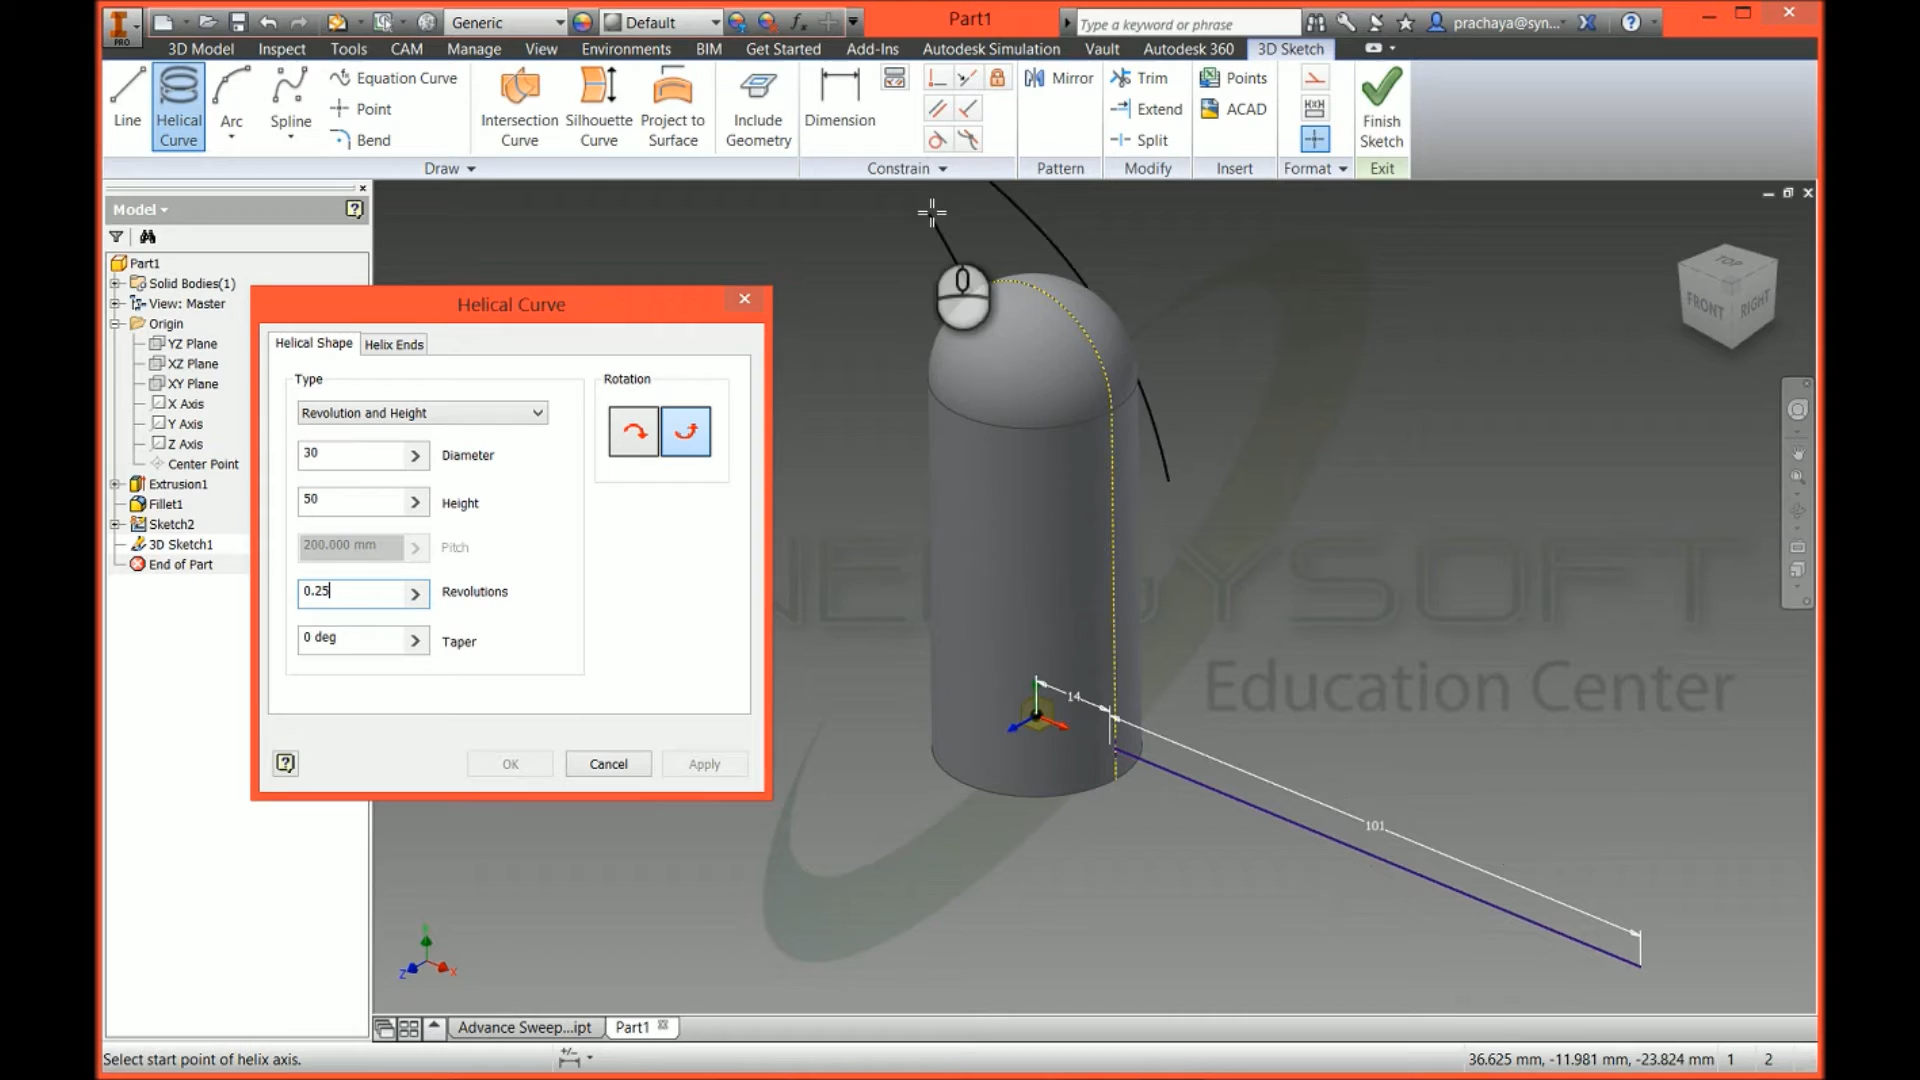 PRO
Generic
Default
Part1
Type a keyword or phrase
prachaya@syn...
3D Model Inspect Tools CAM Manage View Environments BIM Get Started Add-Ins Autodesk Simulation Vault Autodesk 360 3D Sketch
Line
Helical Curve
Arc
Spline
Equation Curve
Point
Bend
Intersection Curve
Silhouette Curve
Project to Surface
Include Geometry
Dimension
Mirror
Trim
Extend
Split
Points
ACAD
Finish Sketch
Draw
Constrain
Pattern
Modify
Insert
Format
Exit
Model
Part1
Solid Bodies(1)
View: Master
Origin
YZ Plane
XZ Plane
XY Plane
X Axis
Y Axis
Z Axis
Center Point
Extrusion1
Fillet1
Sketch2
3D Sketch1
End of Part
Helical Curve
Helical Shape
Helix Ends
Type
Revolution and Height
30 Diameter
50 Height
200.000 mm Pitch
0.25 Revolutions
0 deg Taper
Rotation
OK
Cancel
Apply
TOP
FRONT
RIGHT
NERGYSOFT
Education Center
14
101
Z
X
Advance Sweep...ipt
Part1
Select start point of helix axis.
36.625 mm, -11.981 mm, -23.824 mm 1 2